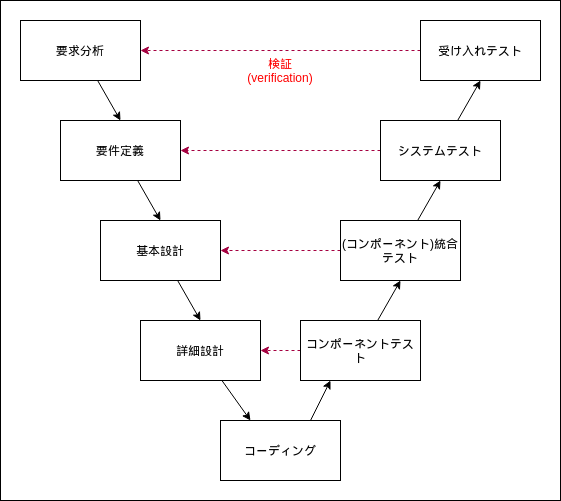 要求分析
受け入れテスト
検証
(verification)
要件定義
システムテスト
基本設計
(コンポーネント)統合
テスト
詳細設計
コンポーネントテス
ト
コーディング